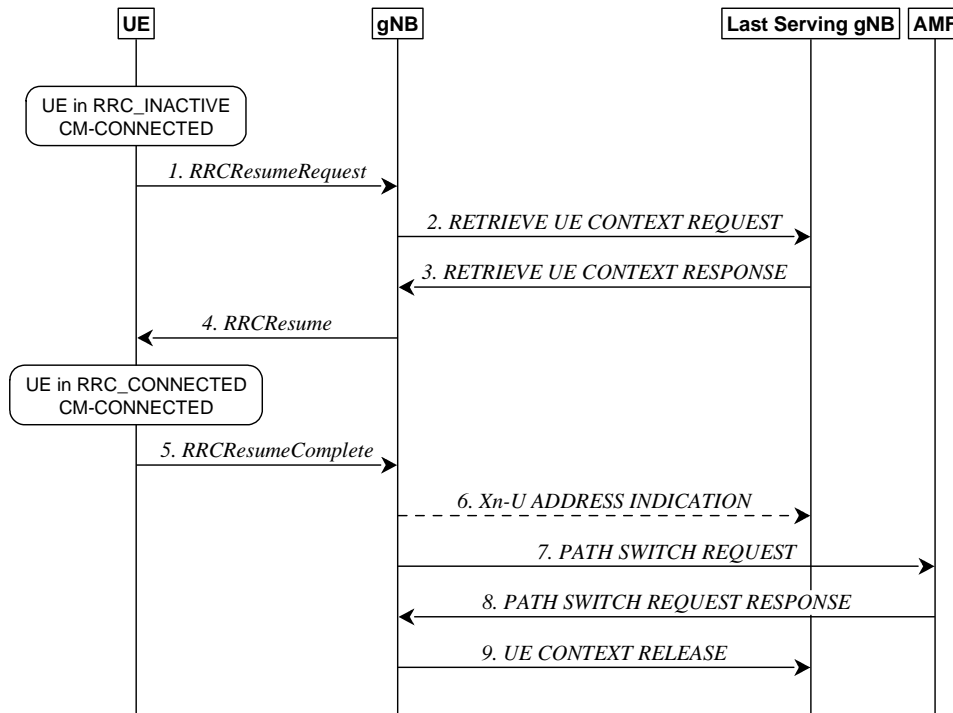 UE
gNB
Last Serving gNB
AMF
UE in RRC_INACTIVE
CM-CONNECTED
1. RRCResumeRequest
2. RETRIEVE UE CONTEXT REQUEST
3. RETRIEVE UE CONTEXT RESPONSE
4. RRCResume
UE in RRC_CONNECTED
CM-CONNECTED
5. RRCResumeComplete
6. Xn-U ADDRESS INDICATION
7. PATH SWITCH REQUEST
8. PATH SWITCH REQUEST RESPONSE
9. UE CONTEXT RELEASE